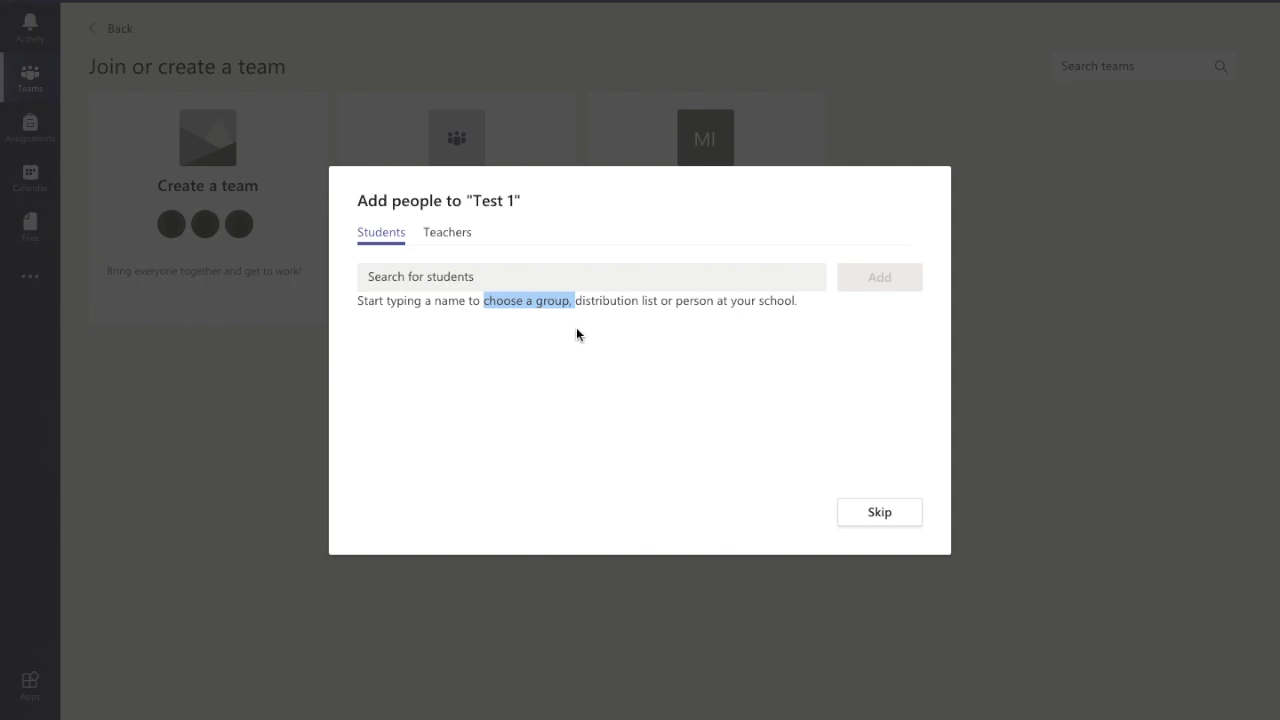 Activity
Teams
Assignments
Calendar
Files
Apps
Back
Join or create a team
Search teams
MI
Create a team
Bring everyone together and get to work!
Add people to "Test 1"
Students
Teachers
Search for students
Add
Start typing a name to choose a group, distribution list or person at your school.
Skip